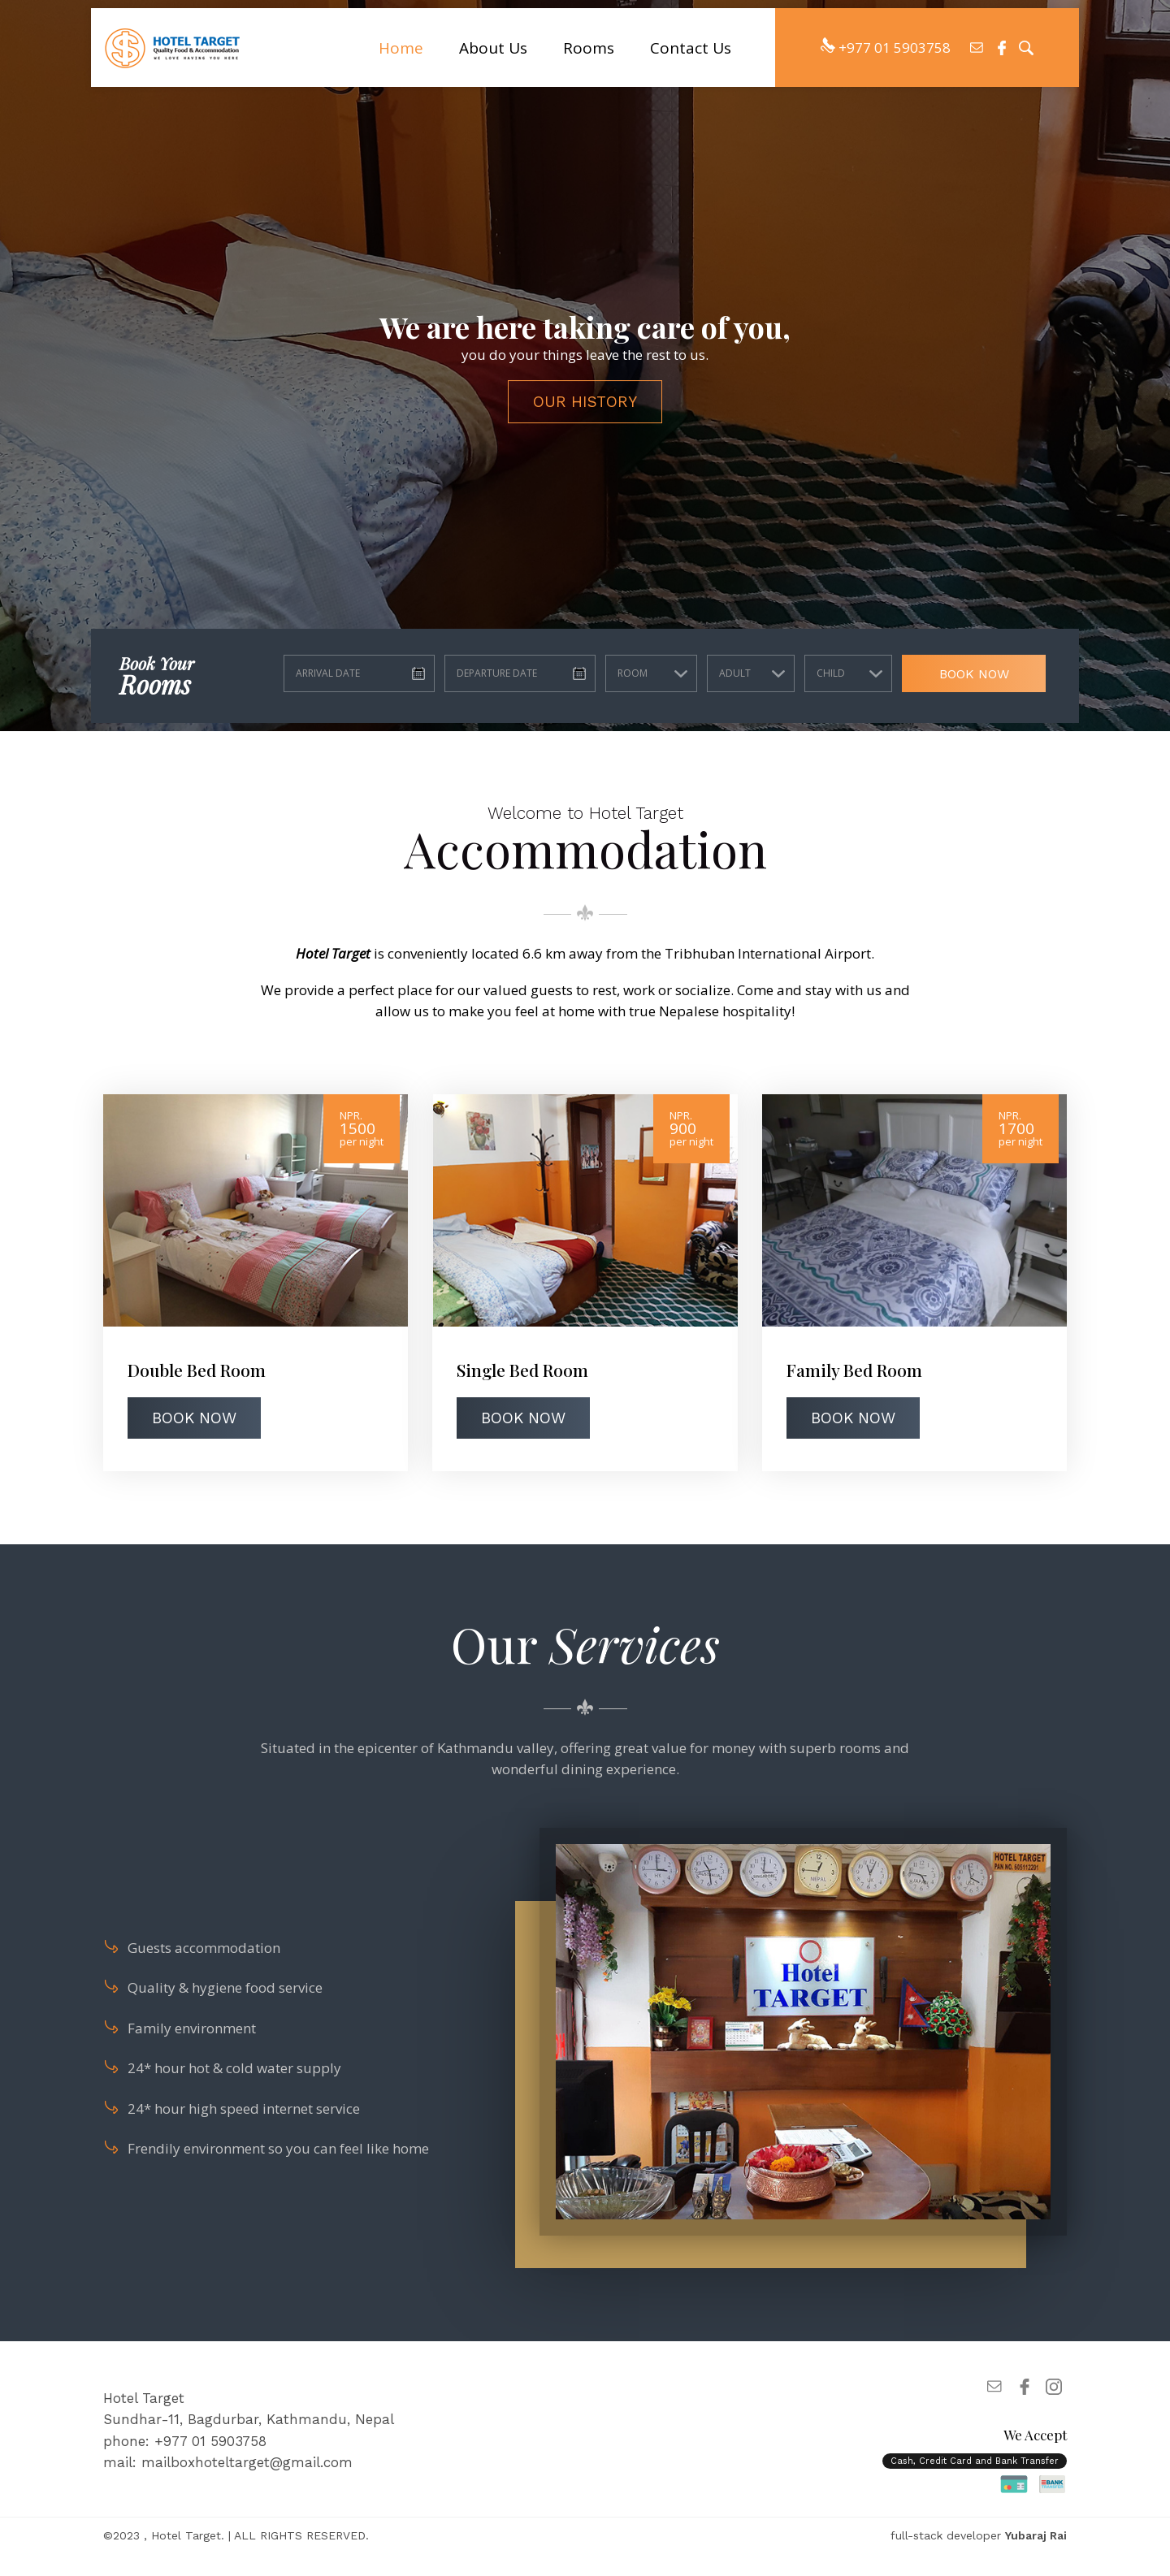 HOTEL TARGET
Quality Food & Accommodation
WE LOVE HAVING YOU HERE
Home About Us Rooms Contact Us
+977 01 5903758
We are here taking care of you,
you do your things leave the rest to us.
OUR HISTORY
Book Your
Rooms
ARRIVAL DATE DEPARTURE DATE ROOM ADULT CHILD BOOK NOW
Welcome to Hotel Target
Accommodation
Hotel Target is conveniently located 6.6 km away from the Tribhuban International Airport.
We provide a perfect place for our valued guests to rest, work or socialize. Come and stay with us and
allow us to make you feel at home with true Nepalese hospitality!
NPR.
1500
per night
Double Bed Room
BOOK NOW
NPR.
900
per night
Single Bed Room
BOOK NOW
NPR.
1700
per night
Family Bed Room
BOOK NOW
Our Services
Situated in the epicenter of Kathmandu valley, offering great value for money with superb rooms and
wonderful dining experience.
Guests accommodation
Quality & hygiene food service
Family environment
24* hour hot & cold water supply
24* hour high speed internet service
Frendily environment so you can feel like home
HOTEL TARGET
NEPAL
Hotel
TARGET
Hotel Target
Sundhar-11, Bagdurbar, Kathmandu, Nepal
phone: +977 01 5903758
mail: mailboxhoteltarget@gmail.com
We Accept
Cash, Credit Card and Bank Transfer
BANK
©2023 , Hotel Target. | ALL RIGHTS RESERVED.
full-stack developer Yubaraj Rai